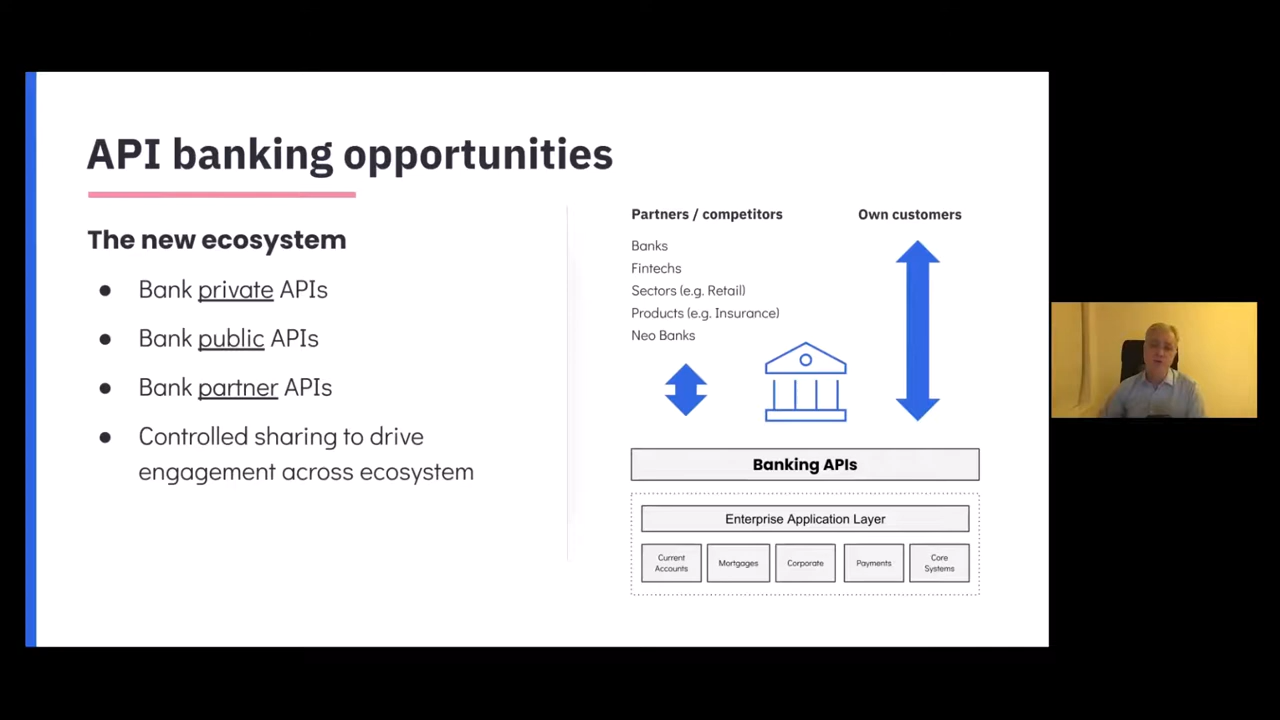 API banking opportunities
The new ecosystem
● Bank private APIs
● Bank public APIs
● Bank partner APIs
● Controlled sharing to drive
engagement across ecosystem
Partners / competitors
Banks
Fintechs
Sectors (e.g. Retail)
Products (e.g. Insurance)
Neo Banks
Own customers
Banking APIs
Enterprise Application Layer
Current
Accounts
Mortgages
Corporate
Payments
Core
Systems